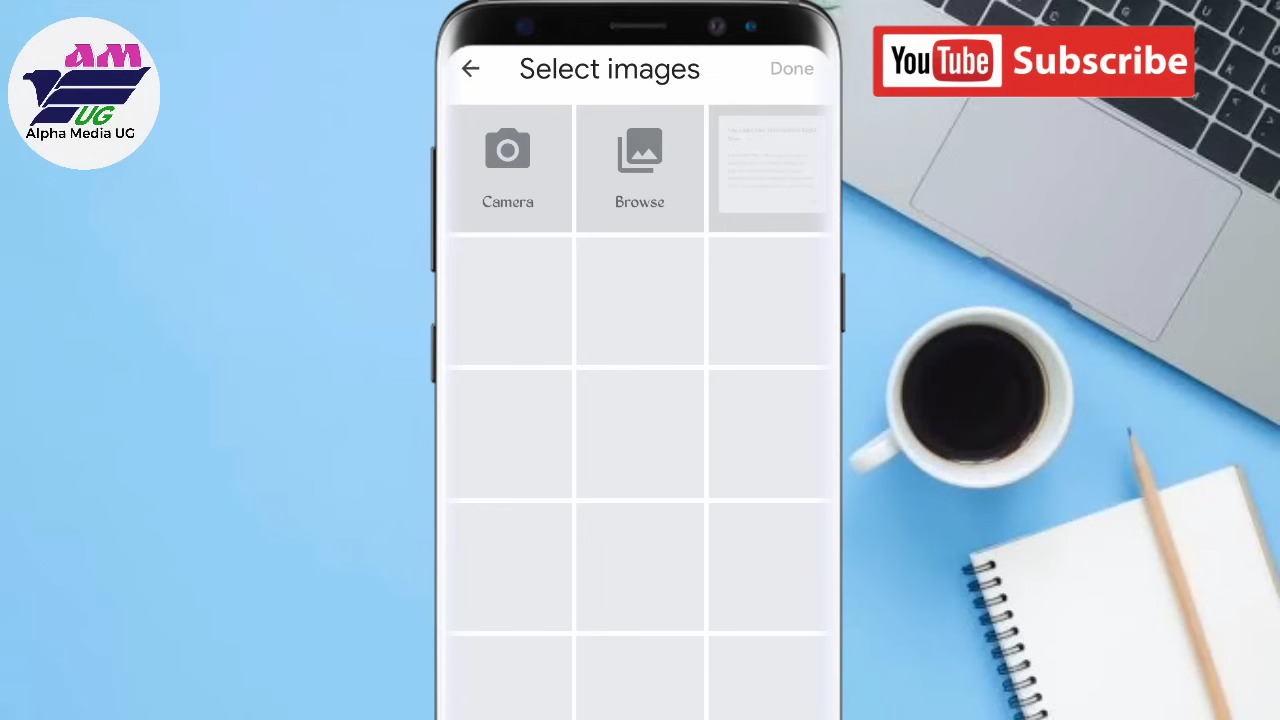 AM
UG
Alpha Media UG
Select images
Done
Camera
Browse
YouTube Subscribe